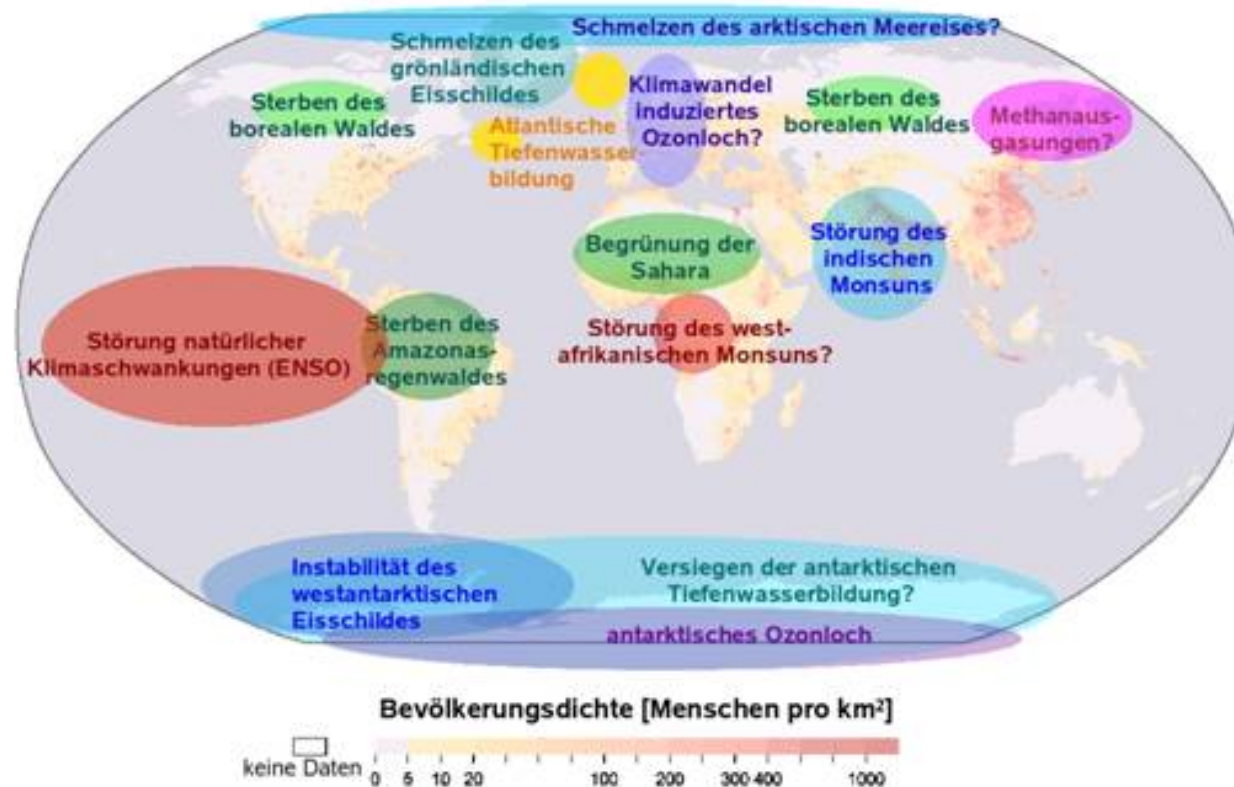 Schmelzen des arktischen Meereises?
Schmelzen des
grönländischen
Eisschildes
Klimawandel
induziertes
Ozonloch?
Sterben des
borealen Waldes
Sterben des
borealen Waldes
Methanaus-
gasungen?
Atlantische
Tiefenwasser-
bildung
Begrünung der
Sahara
Störung des
indischen
Monsuns
Störung natürlicher
Klimaschwankungen (ENSO)
Sterben des
Amazonas-
regenwaldes
Störung des west-
afrikanischen Monsuns?
Instabilität des
westantarktischen
Eisschildes
Versiegen der antarktischen
Tiefenwasserbildung?
antarktisches Ozonloch
Bevölkerungsdichte [Menschen pro km²]
keine Daten
0 5 10 20 100 200 300 400 1000